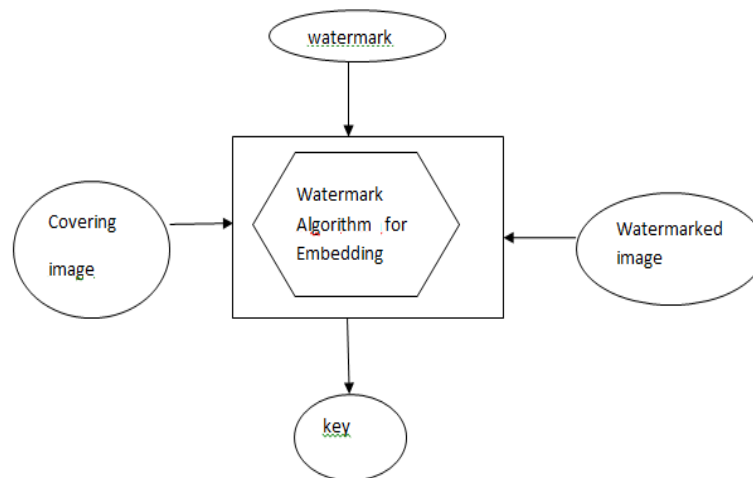 watermark
Covering
image
Watermark
Algorithm for
Embedding
Watermarked
image
key